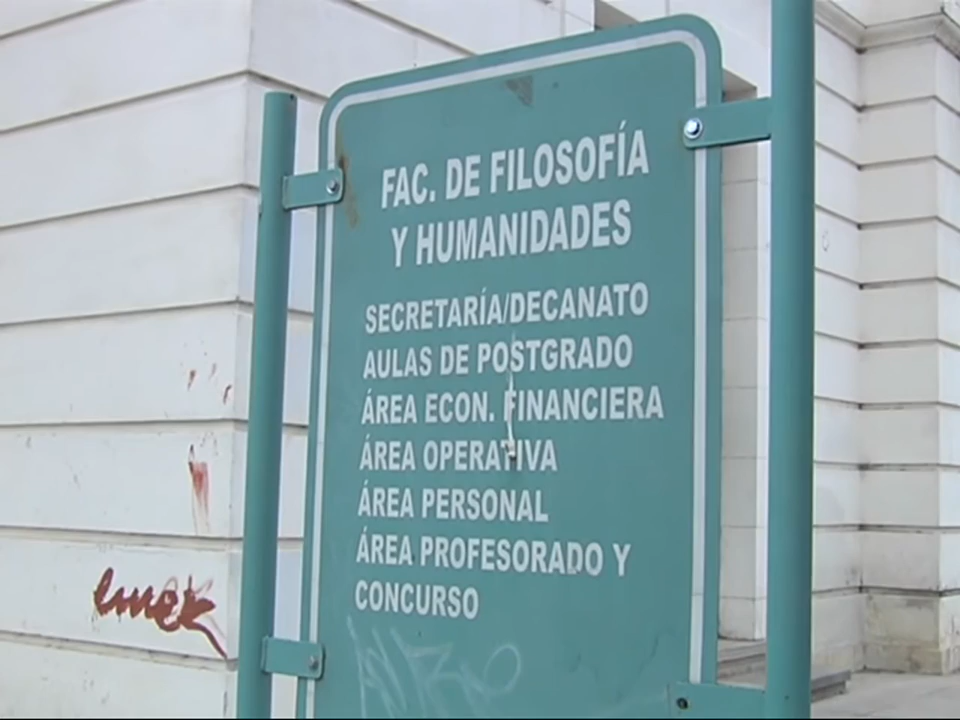 FAC. DE FILOSOFÍA
Y HUMANIDADES
SECRETARÍA/DECANATO
AULAS DE POSTGRADO
ÁREA ECON. FINANCIERA
ÁREA OPERATIVA
ÁREA PERSONAL
ÁREA PROFESORADO Y
CONCURSO